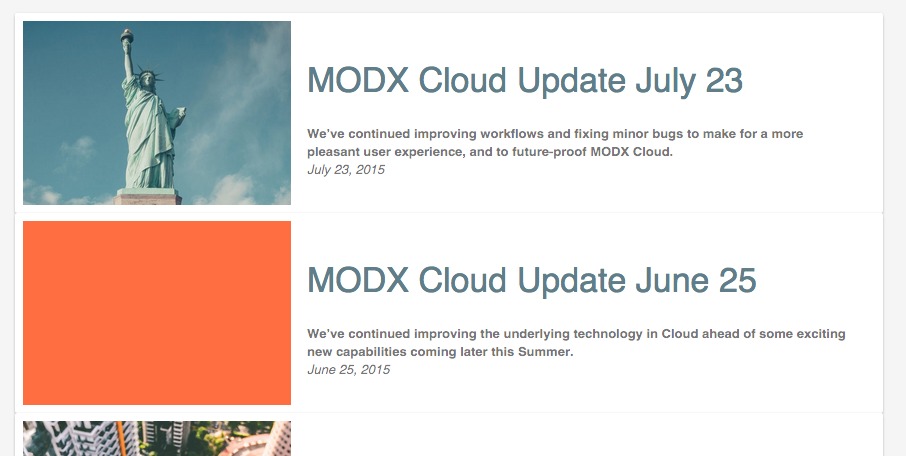 MODX Cloud Update July 23
We've continued improving workflows and fixing minor bugs to make for a more
pleasant user experience, and to future-proof MODX Cloud.
July 23, 2015
MODX Cloud Update June 25
We've continued improving the underlying technology in Cloud ahead of some exciting
new capabilities coming later this Summer.
June 25, 2015